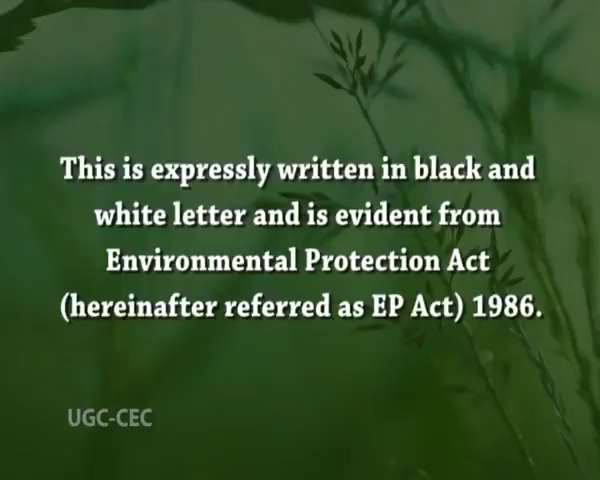 This is expressly written in black and
white letter and is evident from
Environmental Protection Act
(hereinafter referred as EP Act) 1986.
UGC-CEC